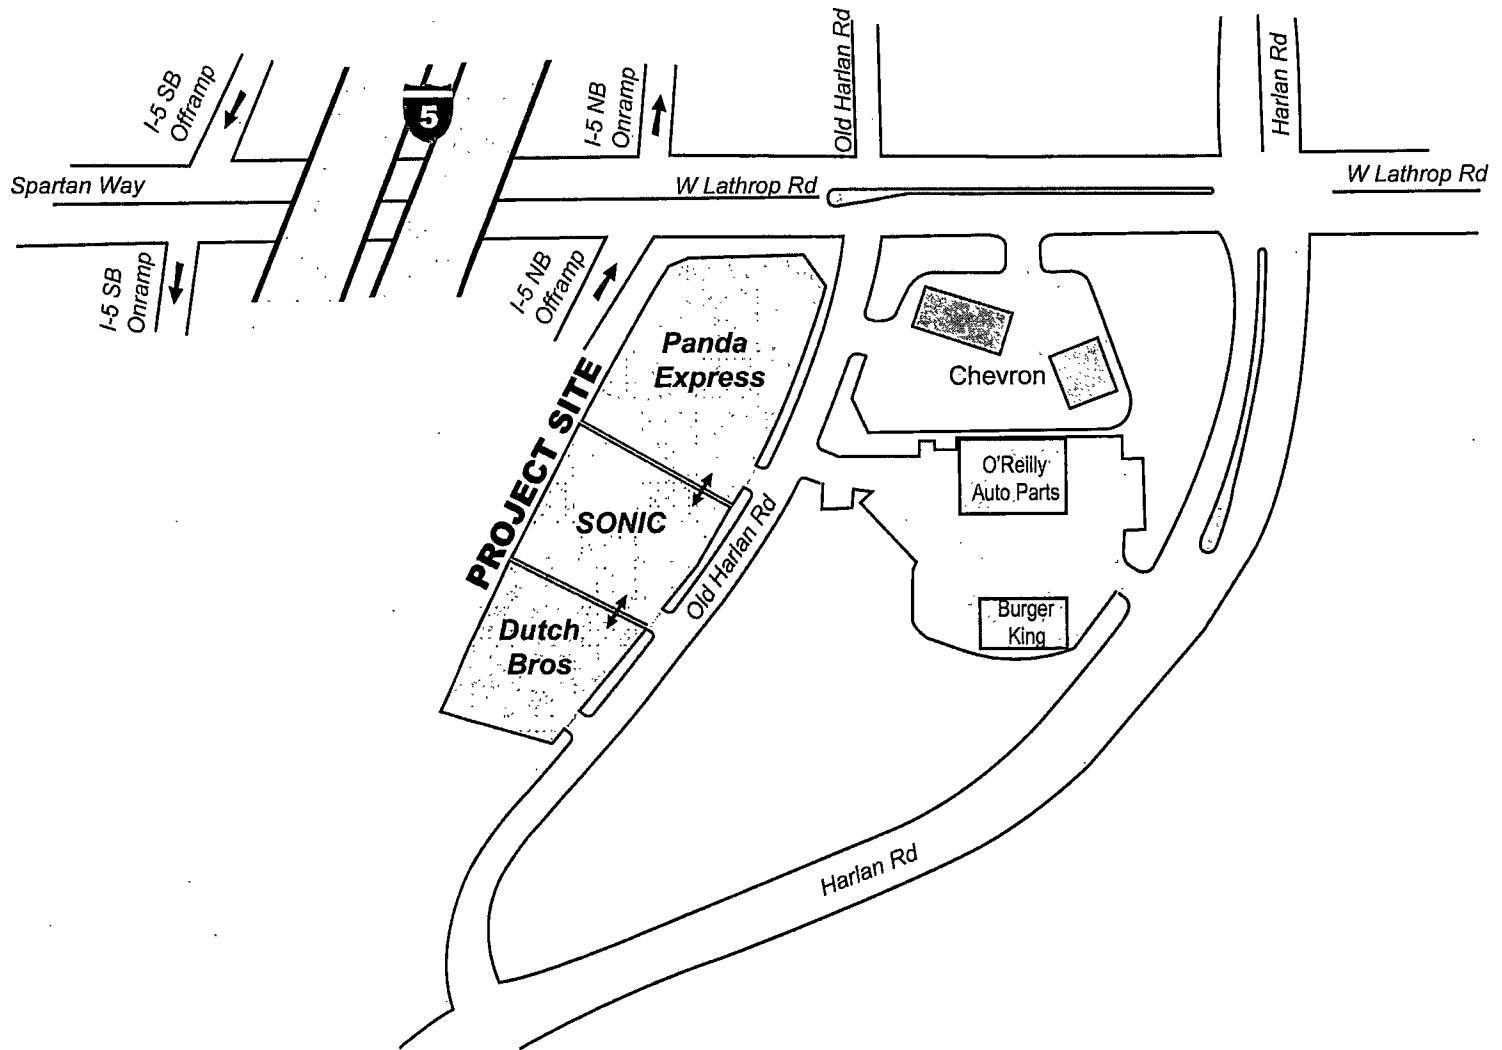 I-5 SB
Offramp
5
I-5 NB
Onramp
Old Harlan Rd
Harlan Rd
Spartan Way
W Lathrop Rd
W Lathrop Rd
I-5 SB
Onramp
I-5 NB
Offramp
PROJECT SITE
Panda
Express
Chevron
O'Reilly
Auto Parts
SONIC
Old Harlan Rd
Dutch
Bros
Burger
King
Harlan Rd